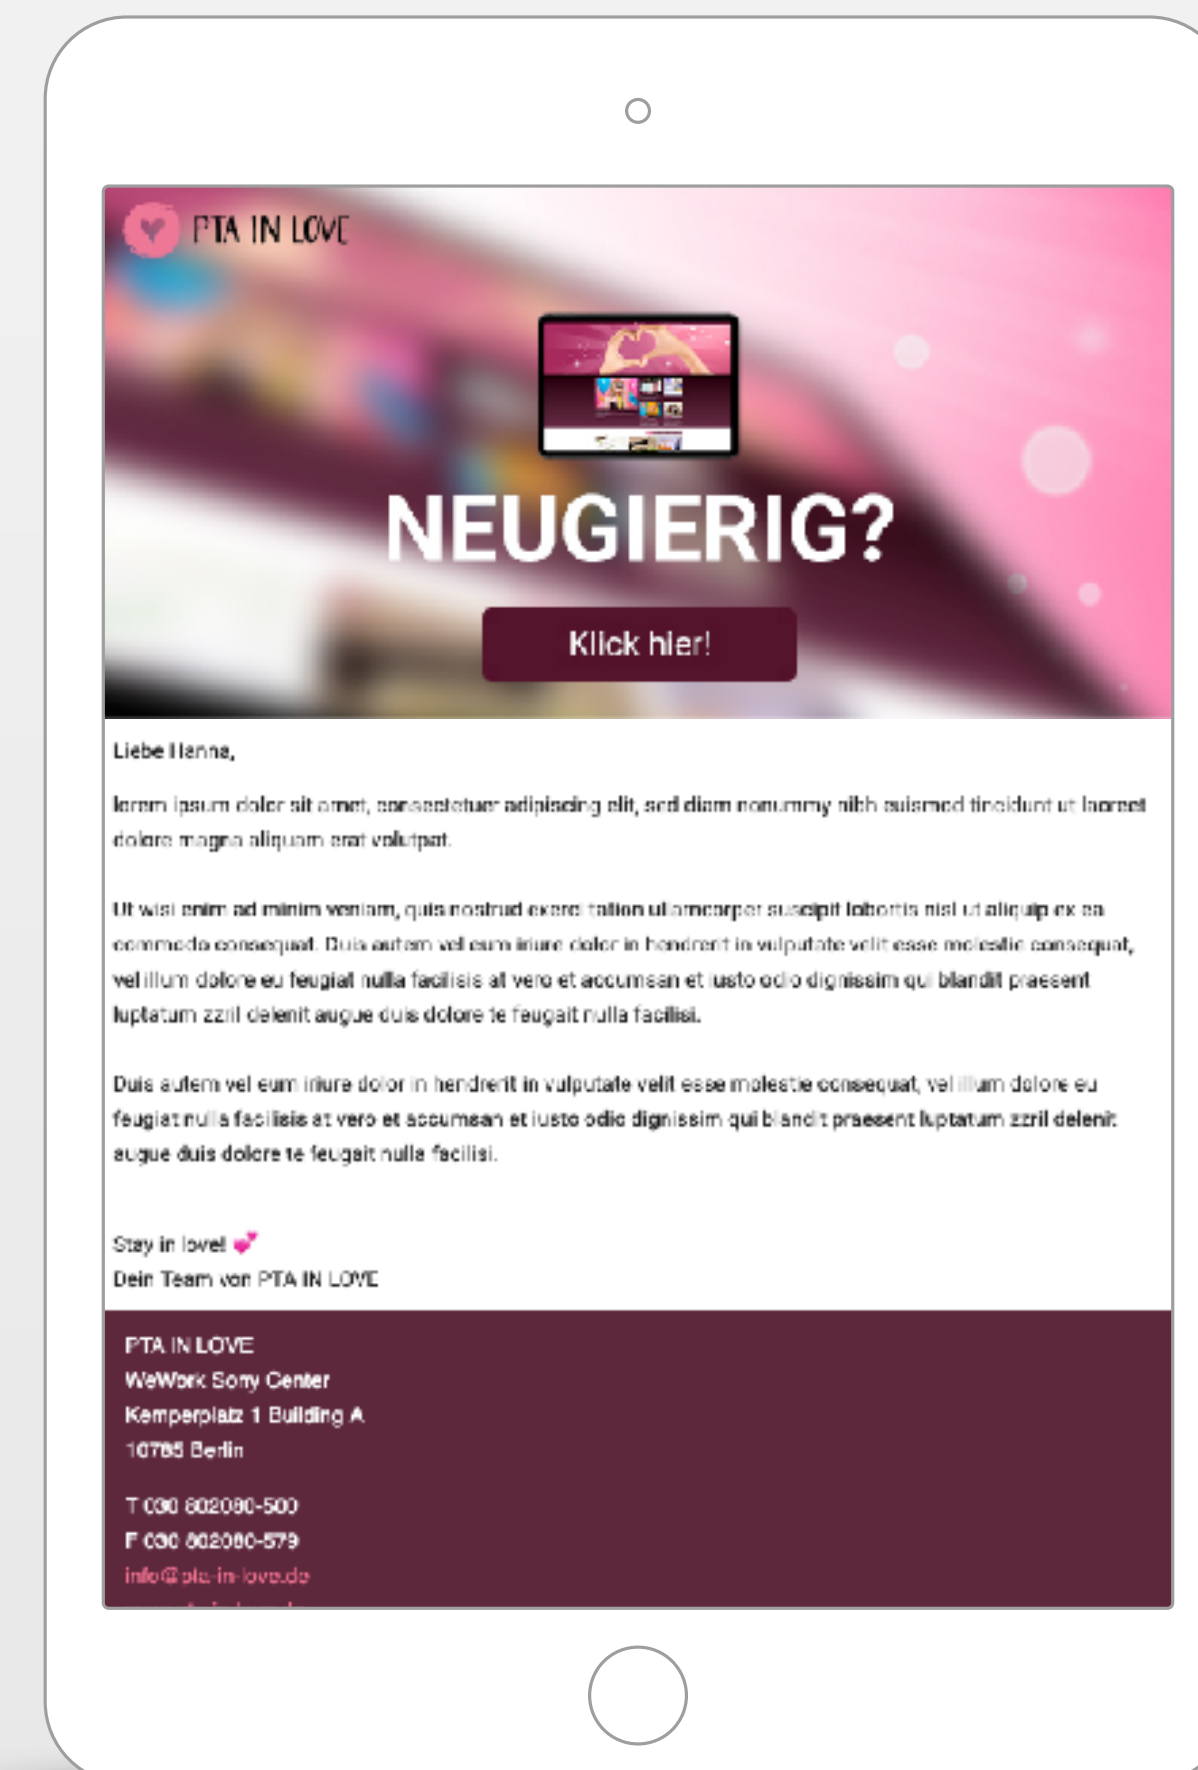 PTA IN LOVE
NEUGIERIG?
Klick hier!
Liebe Hanna,
lorem ipsum dolor sit amet, consectetuer adipiscing elit, sed diam nonummy nibh euismod tincidunt ut laoreet
dolore magna aliquam erat volutpat.
Ut wisi enim ad minim veniam, quis nostrud exerci tation ullamcorper suscipit lobortis nisl ut aliquip ex ea
commodo consequat. Duis autem vel eum iriure dolor in hendrerit in vulputate velit esse molestie consequat,
vel illum dolore eu feugiat nulla facilisis at vero et accumsan et iusto odio dignissim qui blandit praesent
luptatum zzril delenit augue duis dolore te feugait nulla facilisi.
Duis autem vel eum iriure dolor in hendrerit in vulputate velit esse molestie consequat, vel illum dolore eu
feugiat nulla facilisis at vero et accumsan et iusto odio dignissim qui blandit praesent luptatum zzril delenit
augue duis dolore te feugait nulla facilisi.
Stay in love! 💕
Dein Team von PTA IN LOVE
PTA IN LOVE
WeWork Sony Center
Kemperplatz 1 Building A
10785 Berlin
T 030 802080-500
F 030 802080-579
info@pta-in-love.de